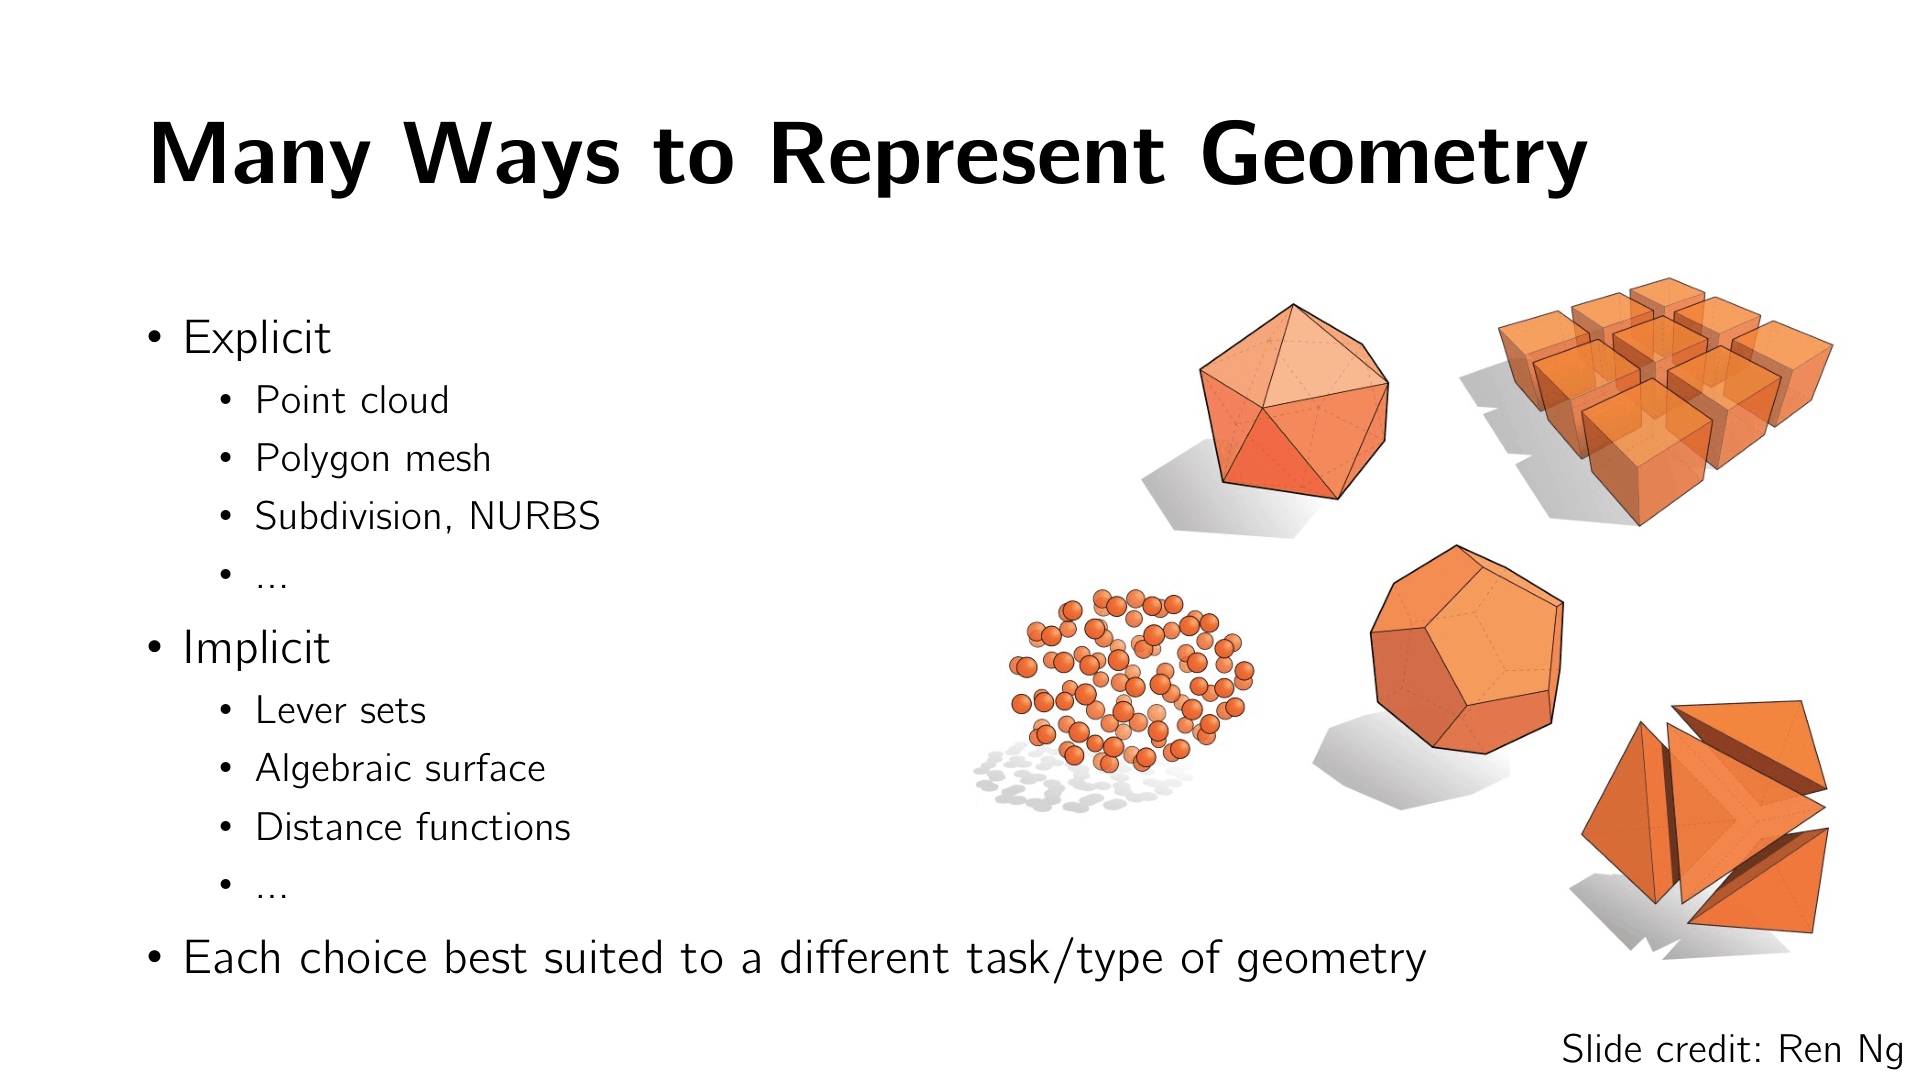 Many Ways to Represent Geometry
• Explicit
• Point cloud
• Polygon mesh
• Subdivision, NURBS
• ...
• Implicit
• Lever sets
• Algebraic surface
• Distance functions
• ...
• Each choice best suited to a different task/type of geometry
Slide credit: Ren Ng